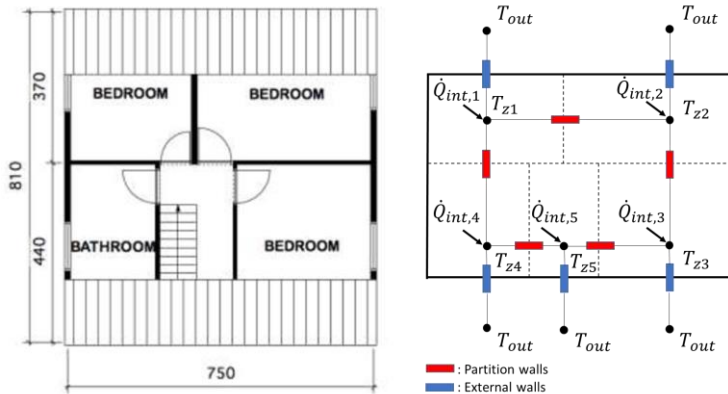 370
810
440
BEDROOM
BEDROOM
BATHROOM
BEDROOM
750
T_out
T_out
Q̇_int,1
Q̇_int,2
T_z1
T_z2
Q̇_int,4
Q̇_int,5
Q̇_int,3
T_z4
T_z5
T_z3
T_out
T_out
T_out
: Partition walls
: External walls